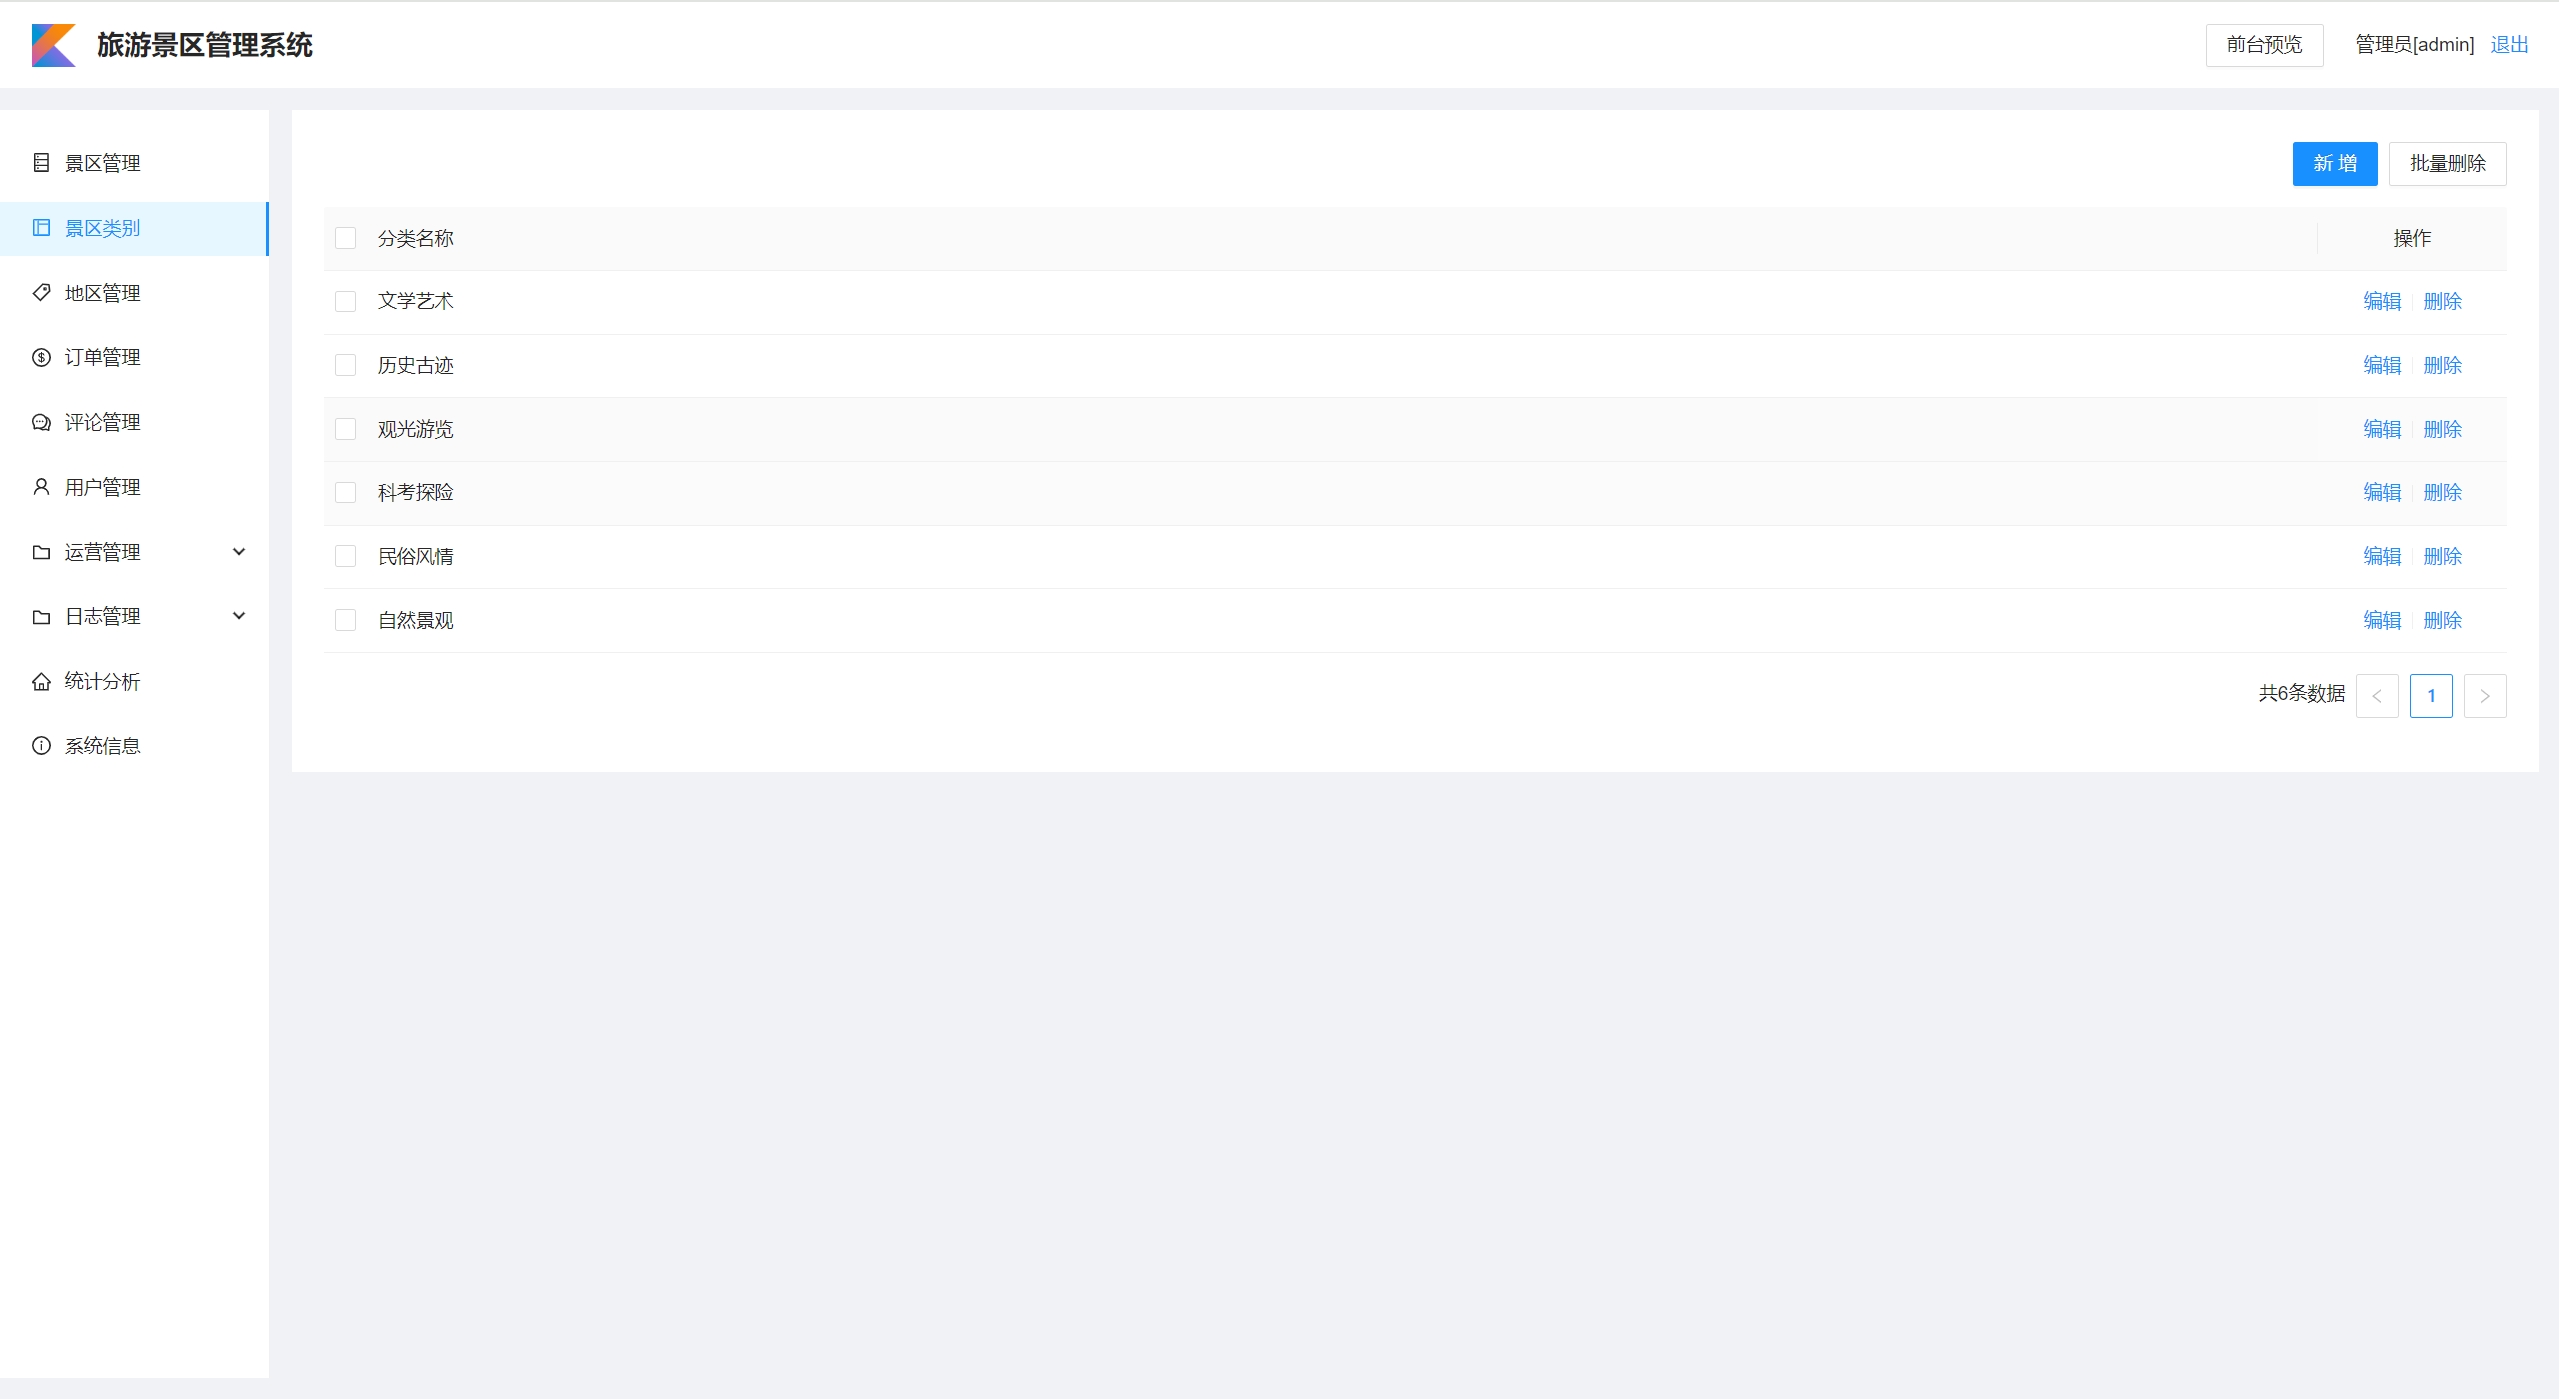 旅游景区管理系统
前台预览 管理员[admin] 退出
景区管理
景区类别
地区管理
订单管理
评论管理
用户管理
运营管理
日志管理
统计分析
系统信息
新 增 批量删除
分类名称 操作
文学艺术 编辑 删除
历史古迹 编辑 删除
观光游览 编辑 删除
科考探险 编辑 删除
民俗风情 编辑 删除
自然景观 编辑 删除
共6条数据 < 1 >